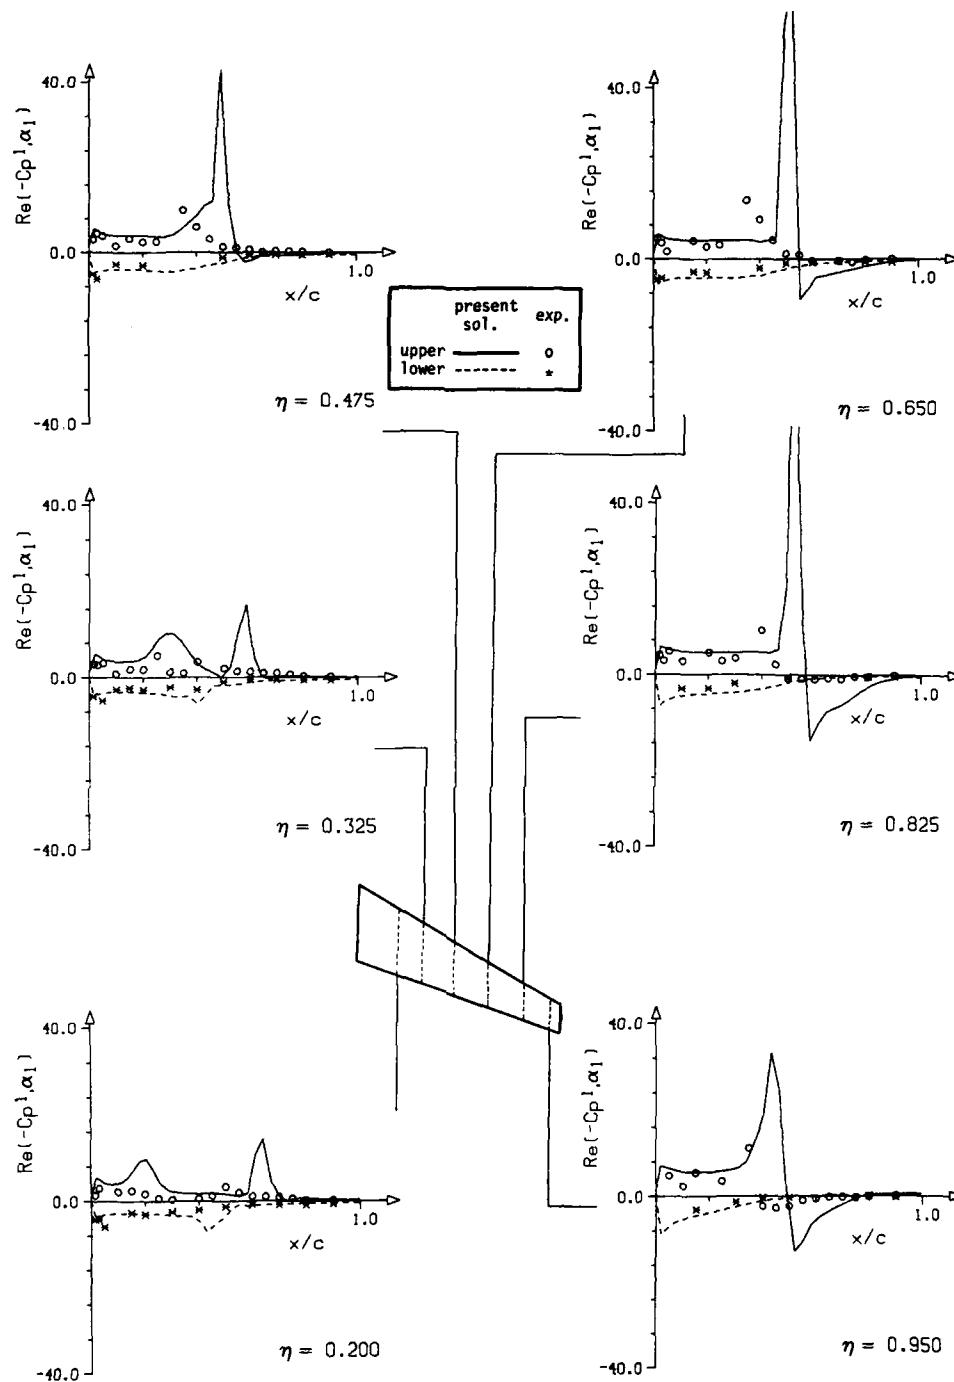 40.0
Re(-Cp¹,α₁)
0.0
1.0
x/c
-40.0
η = 0.475
40.0
Re(-Cp¹,α₁)
0.0
1.0
x/c
-40.0
η = 0.650
present sol. exp.
upper
lower
40.0
Re(-Cp¹,α₁)
0.0
1.0
x/c
-40.0
η = 0.325
40.0
Re(-Cp¹,α₁)
0.0
1.0
x/c
-40.0
η = 0.825
40.0
Re(-Cp¹,α₁)
0.0
1.0
x/c
-40.0
η = 0.200
40.0
Re(-Cp¹,α₁)
0.0
1.0
x/c
-40.0
η = 0.950